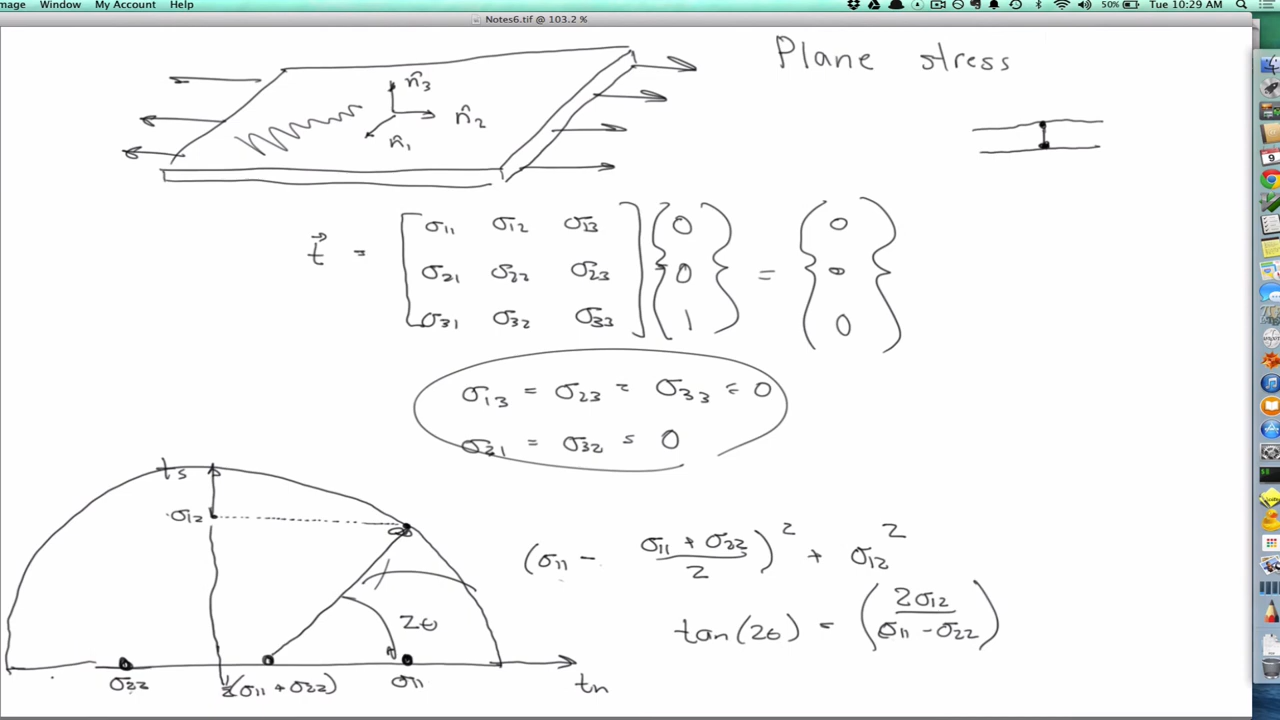 mage Window My Account Help
50% Tue 10:29 AM
Notes6.tif @ 103.2 %
Plane stress
n̂3
n̂2
n̂1
t⃗ = [σ11 σ12 σ13] {0} = {0}
[σ21 σ22 σ23] {0} {0}
[σ31 σ32 σ33] {1} {0}
σ13 = σ23 = σ33 = 0
σ31 = σ32 = 0
ts
σ12
(σ11 - (σ11 + σ22)/2)² + σ12²
tan(2θ) = (2σ12/(σ11 - σ22))
2θ
σ22 ½(σ11 + σ22) σ11 tn
9